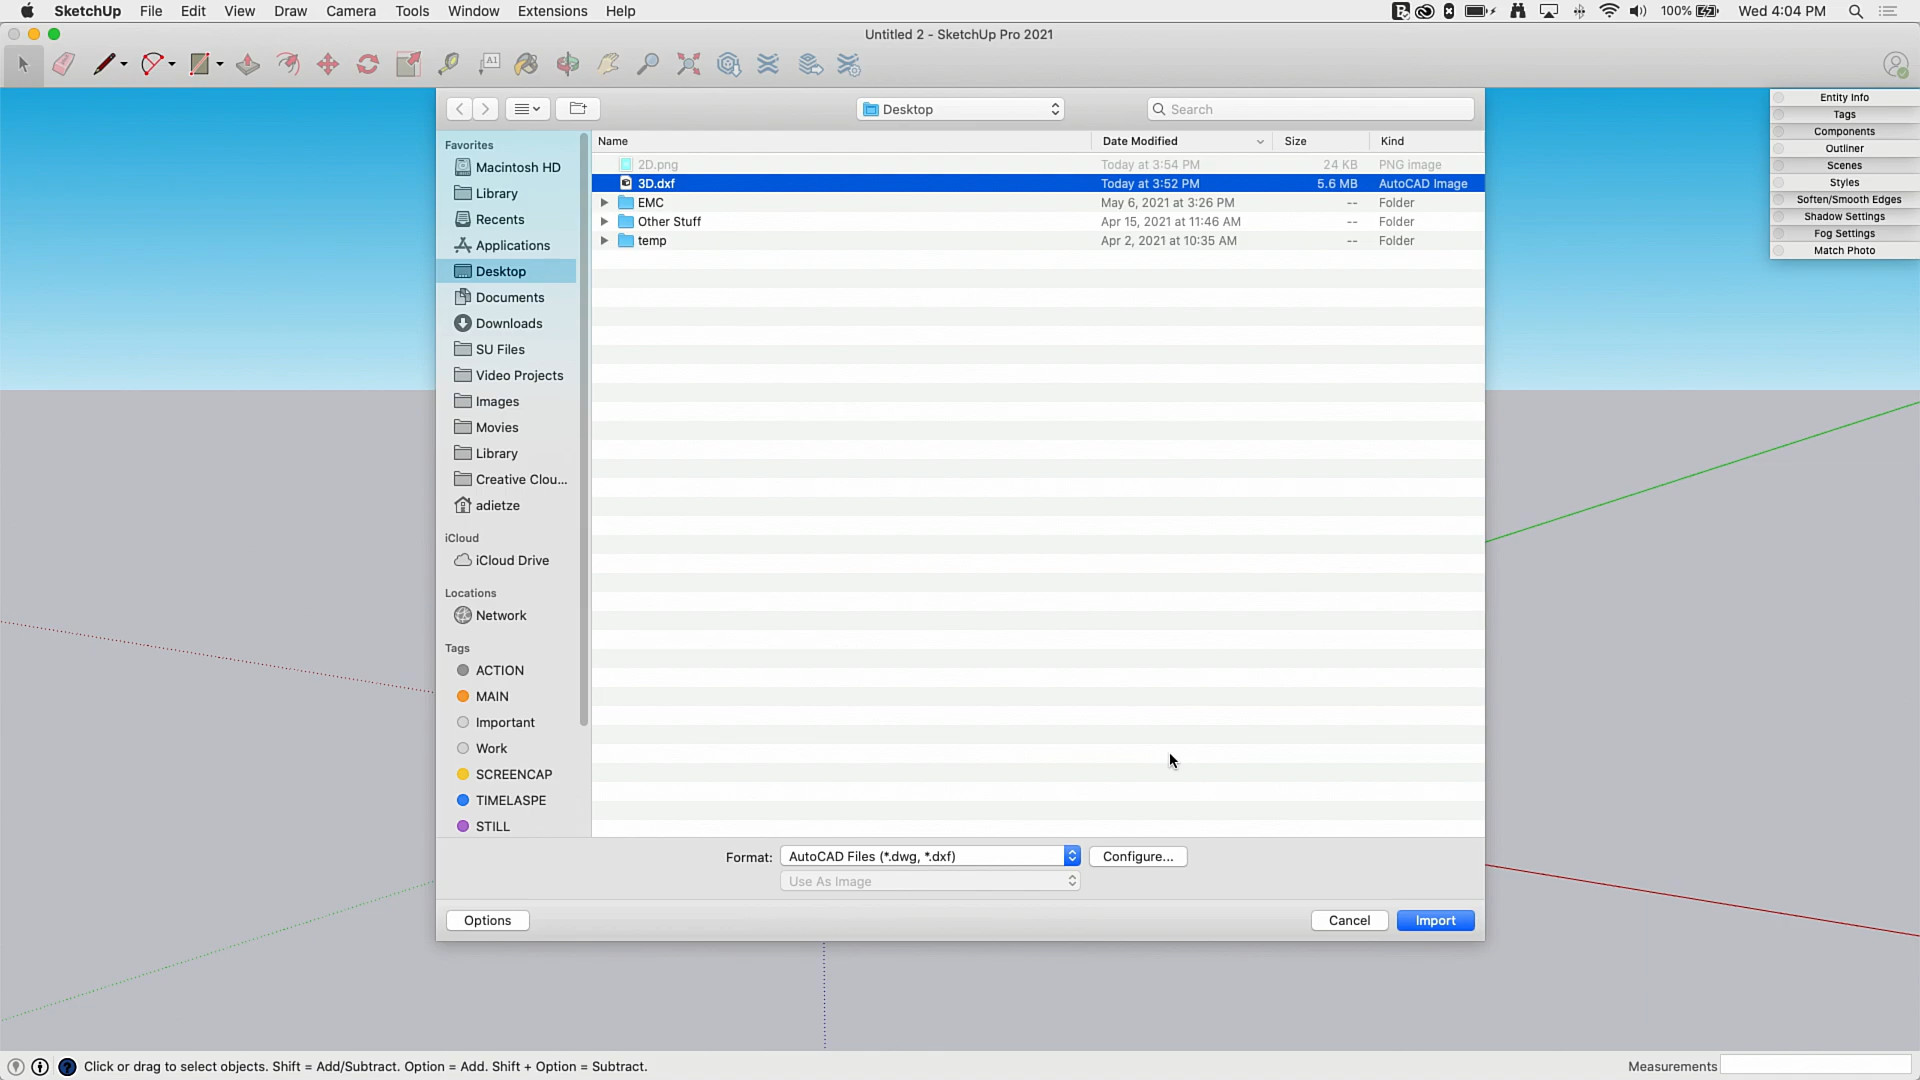 SketchUp File Edit View Draw Camera Tools Window Extensions Help 100% Wed 4:04 PM
Untitled 2 - SketchUp Pro 2021
A1
Desktop
Search
Name Date Modified Size Kind
2D.png Today at 3:54 PM 24 KB PNG image
3D.dxf Today at 3:52 PM 5.6 MB AutoCAD Image
EMC May 6, 2021 at 3:26 PM -- Folder
Other Stuff Apr 15, 2021 at 11:46 AM -- Folder
temp Apr 2, 2021 at 10:35 AM -- Folder
Favorites
Macintosh HD
Library
Recents
Applications
Desktop
Documents
Downloads
SU Files
Video Projects
Images
Movies
Library
Creative Clou...
adietze
iCloud
iCloud Drive
Locations
Network
Tags
ACTION
MAIN
Important
Work
SCREENCAP
TIMELASPE
STILL
Entity Info
Tags
Components
Outliner
Scenes
Styles
Soften/Smooth Edges
Shadow Settings
Fog Settings
Match Photo
Format: AutoCAD Files (*.dwg, *.dxf) Configure...
Use As Image
Options Cancel Import
Click or drag to select objects. Shift = Add/Subtract. Option = Add. Shift + Option = Subtract. Measurements